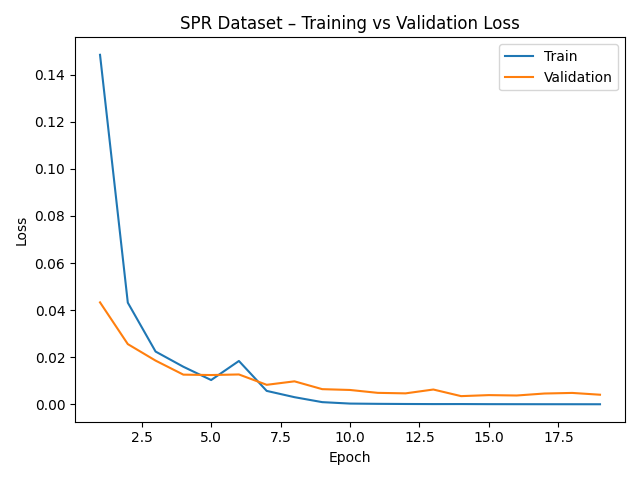 SPR Dataset – Training vs Validation Loss
Train
Validation
Loss
0.14
0.12
0.10
0.08
0.06
0.04
0.02
0.00
2.5 5.0 7.5 10.0 12.5 15.0 17.5
Epoch